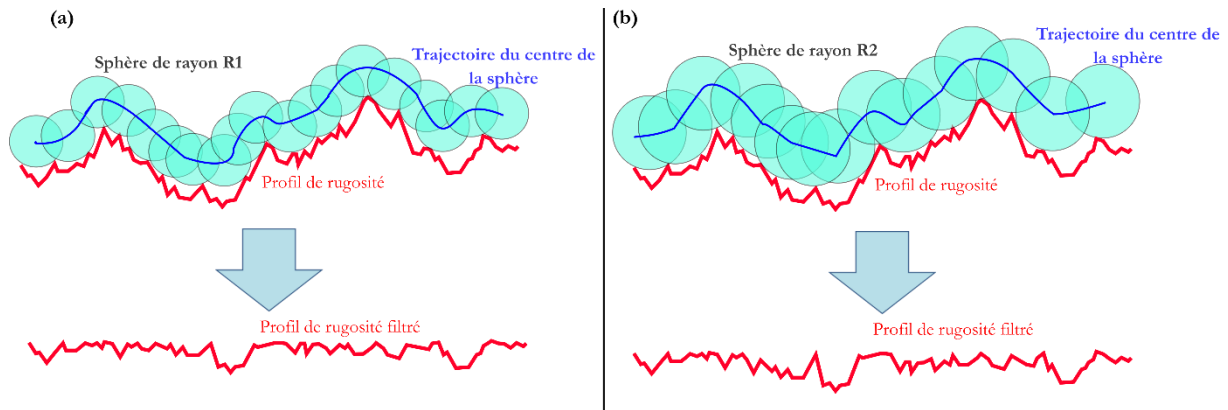 (a)
Sphère de rayon R1
Trajectoire du centre de
la sphère
Profil de rugosité
Profil de rugosité filtré
(b)
Sphère de rayon R2
Trajectoire du centre de
la sphère
Profil de rugosité
Profil de rugosité filtré